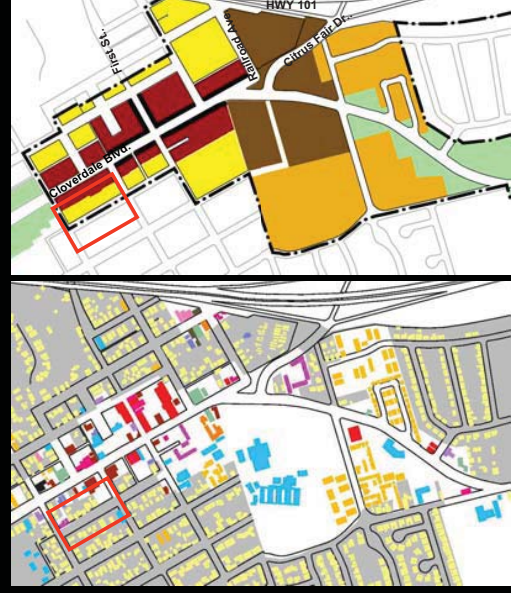 HWY 101
First St.
Railroad Ave.
Citrus Fair Dr..
Cloverdale Blvd.